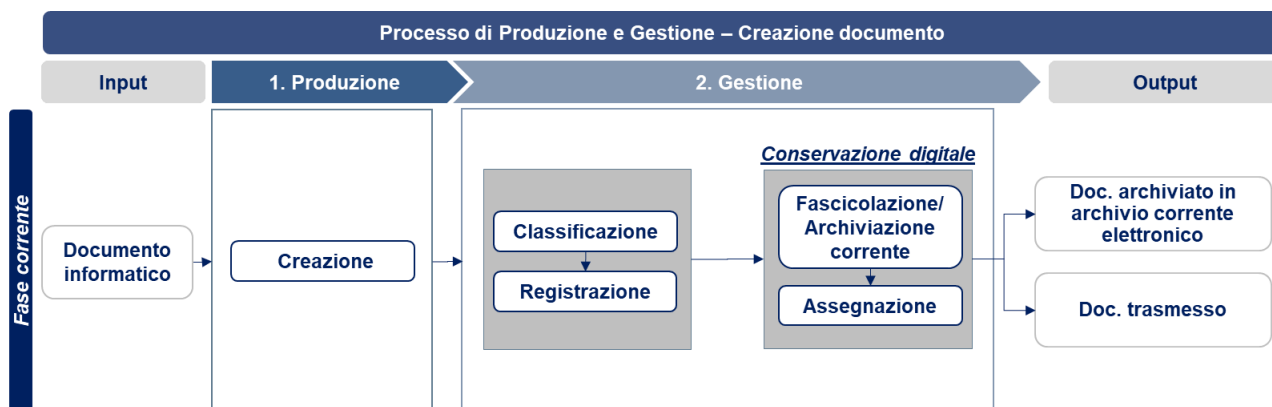 Processo di Produzione e Gestione – Creazione documento
Input
1. Produzione
2. Gestione
Output
Fase corrente
Documento
informatico
Creazione
Classificazione
Registrazione
Conservazione digitale
Fascicolazione/
Archiviazione
corrente
Assegnazione
Doc. archiviato in
archivio corrente
elettronico
Doc. trasmesso